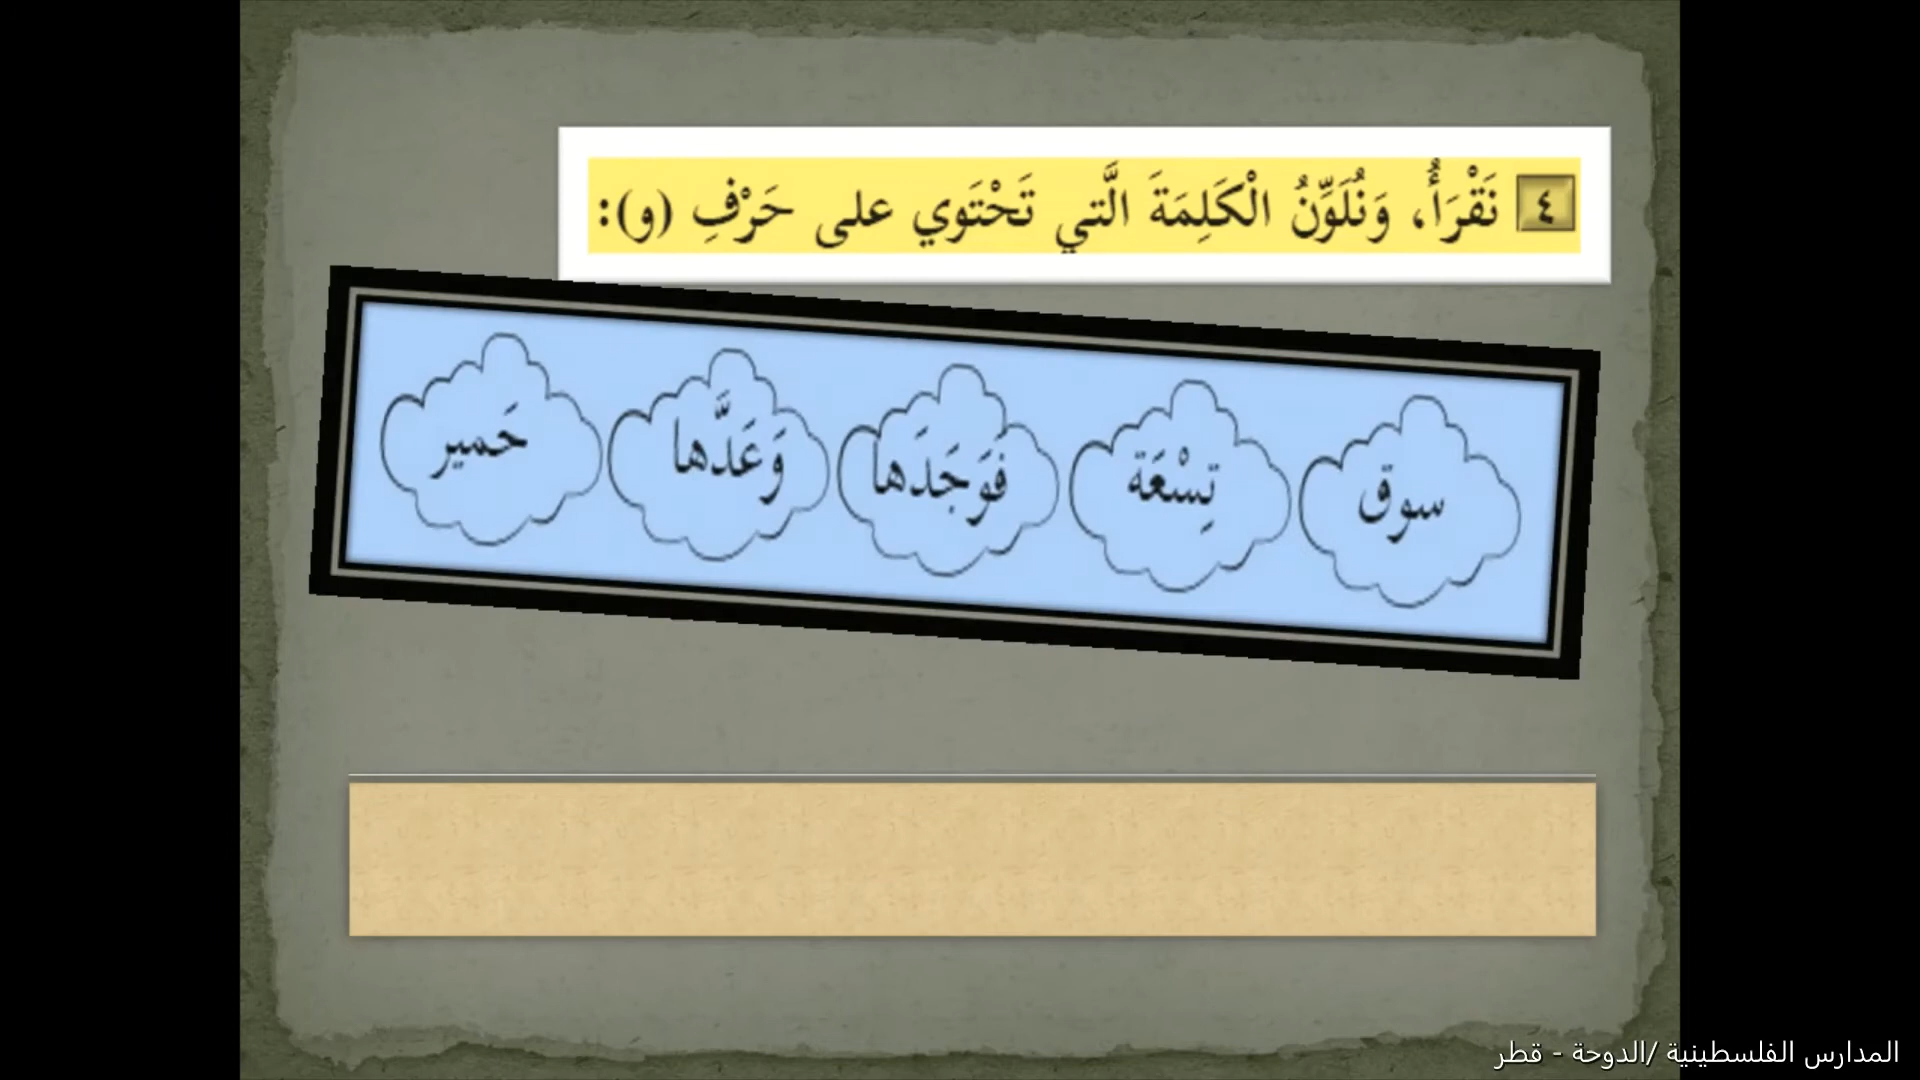 ٤ نَقْرَأُ، وَنُلَوِّنُ الْكَلِمَةَ الَّتي تَحْتَوي على حَرْفِ (و):
سوق تِسْعَة فَوَجَدَها وَعَدَّها حَمير
المدارس الفلسطينية /الدوحة - قطر